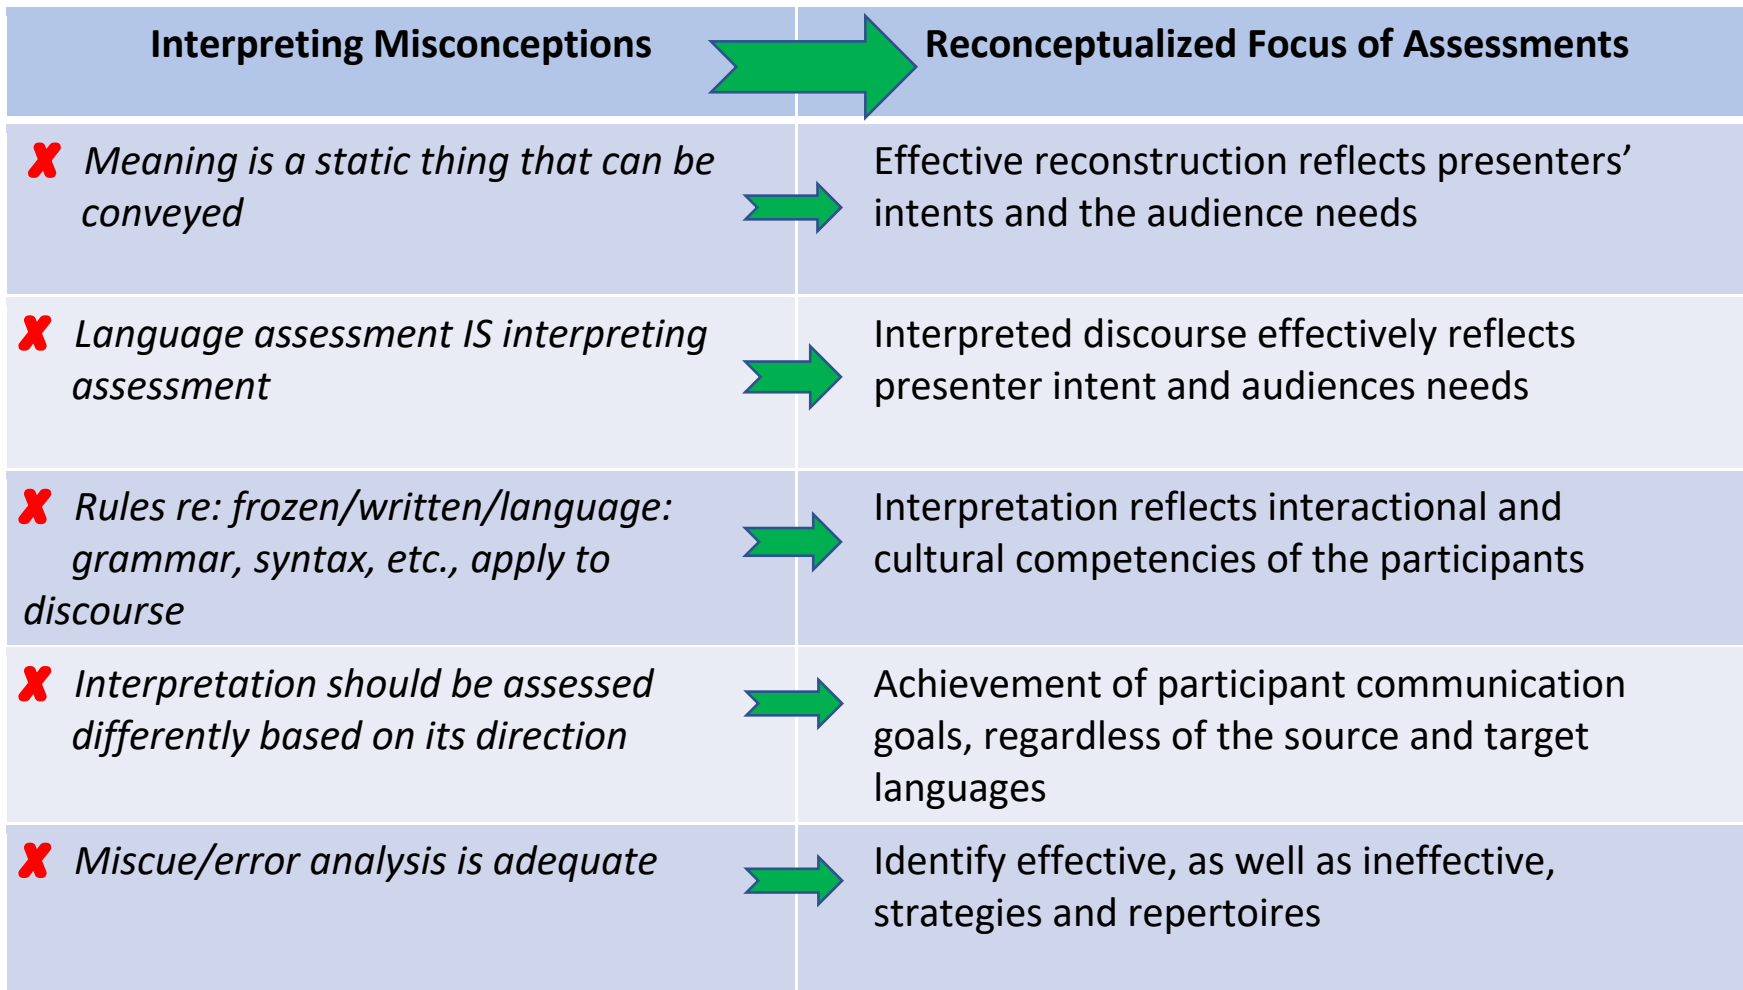 Interpreting Misconceptions
Reconceptualized Focus of Assessments
✘ Meaning is a static thing that can be
conveyed
Effective reconstruction reflects presenters’
intents and the audience needs
✘ Language assessment IS interpreting
assessment
Interpreted discourse effectively reflects
presenter intent and audiences needs
✘ Rules re: frozen/written/language:
grammar, syntax, etc., apply to
discourse
Interpretation reflects interactional and
cultural competencies of the participants
✘ Interpretation should be assessed
differently based on its direction
Achievement of participant communication
goals, regardless of the source and target
languages
✘ Miscue/error analysis is adequate
Identify effective, as well as ineffective,
strategies and repertoires